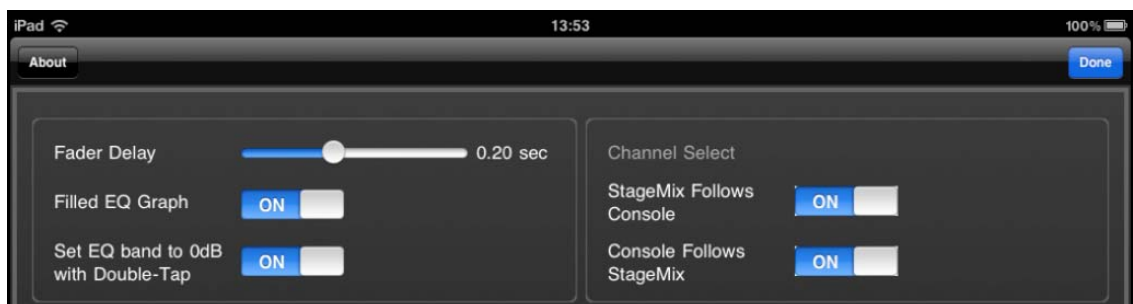 iPad 13:53 100%
About Done
Fader Delay 0.20 sec
Filled EQ Graph ON
Set EQ band to 0dB
with Double-Tap
ON
Channel Select
StageMix Follows
Console
ON
Console Follows
StageMix
ON